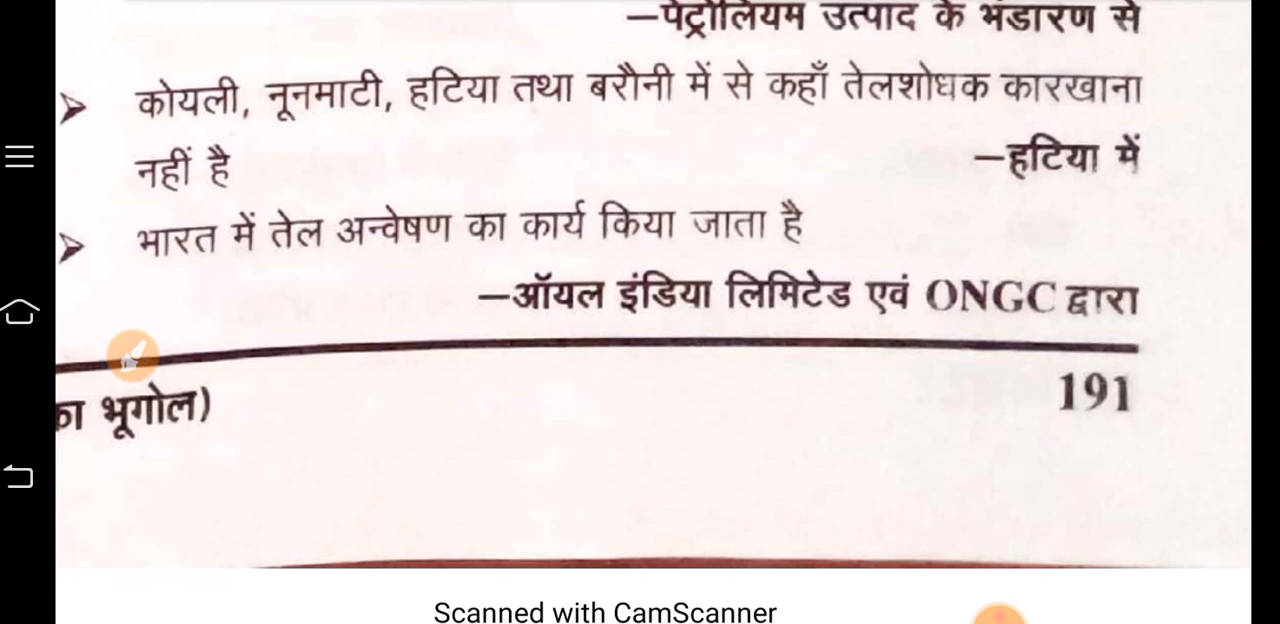 —पेट्रोलियम उत्पाद के भंडारण से
➤ कोयली, नूनमाटी, हटिया तथा बरौनी में से कहाँ तेलशोधक कारखाना
नहीं है —हटिया में
➤ भारत में तेल अन्वेषण का कार्य किया जाता है
—ऑयल इंडिया लिमिटेड एवं ONGC द्वारा
का भूगोल) 191
Scanned with CamScanner